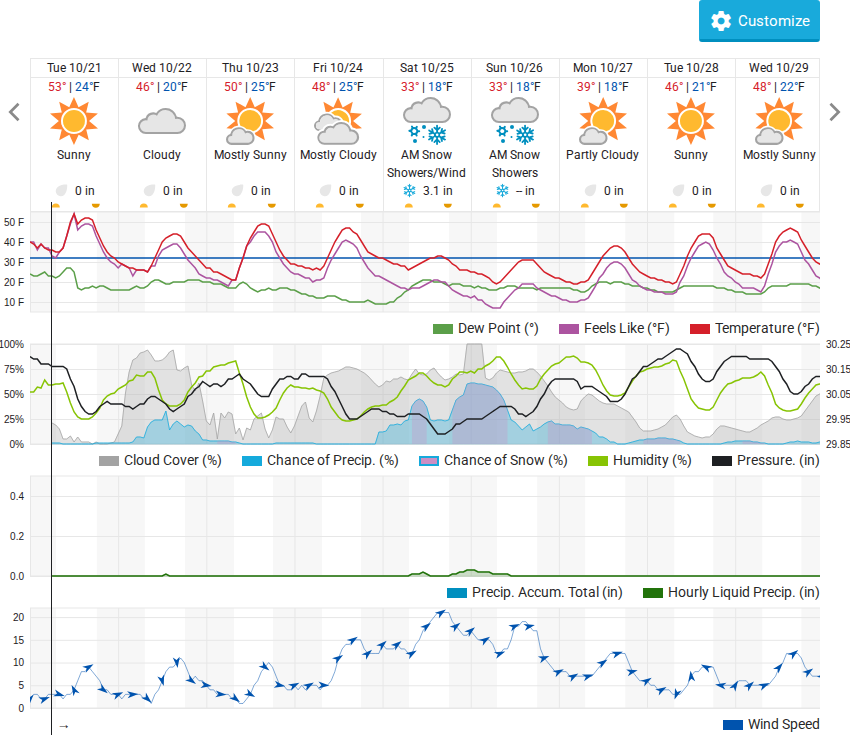 Customize
Tue 10/21 Wed 10/22 Thu 10/23 Fri 10/24 Sat 10/25 Sun 10/26 Mon 10/27 Tue 10/28 Wed 10/29
53° | 24°F 46° | 20°F 50° | 25°F 48° | 25°F 33° | 18°F 33° | 18°F 39° | 18°F 46° | 21°F 48° | 22°F
Sunny Cloudy Mostly Sunny Mostly Cloudy AM Snow Showers/Wind AM Snow Showers Partly Cloudy Sunny Mostly Sunny
0 in 0 in 0 in 0 in 3.1 in -- in 0 in 0 in 0 in
50 F
40 F
30 F
20 F
10 F
Dew Point (°) Feels Like (°F) Temperature (°F)
100% 30.25
75% 30.15
50% 30.05
25% 29.95
0% 29.85
Cloud Cover (%) Chance of Precip. (%) Chance of Snow (%) Humidity (%) Pressure. (in)
0.4
0.2
0.0
Precip. Accum. Total (in) Hourly Liquid Precip. (in)
20
15
10
5
0
→
Wind Speed